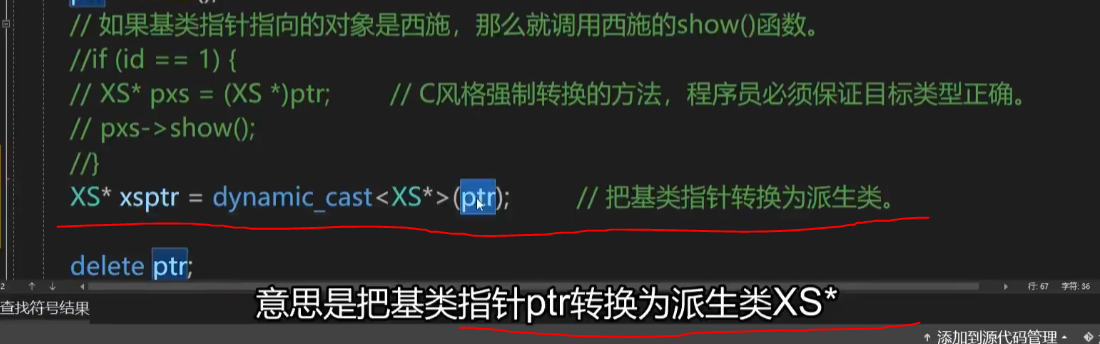 // 如果基类指针指向的对象是西施，那么就调用西施的show()函数。
//if (id == 1) {
// XS* pxs = (XS *)ptr; // C风格强制转换的方法，程序员必须保证目标类型正确。
// pxs->show();
//}
XS* xsptr = dynamic_cast<XS*>(ptr); // 把基类指针转换为派生类。
delete ptr;
行: 67 字符: 56
查找符号结果
意思是把基类指针ptr转换为派生类XS*
添加到源代码管理